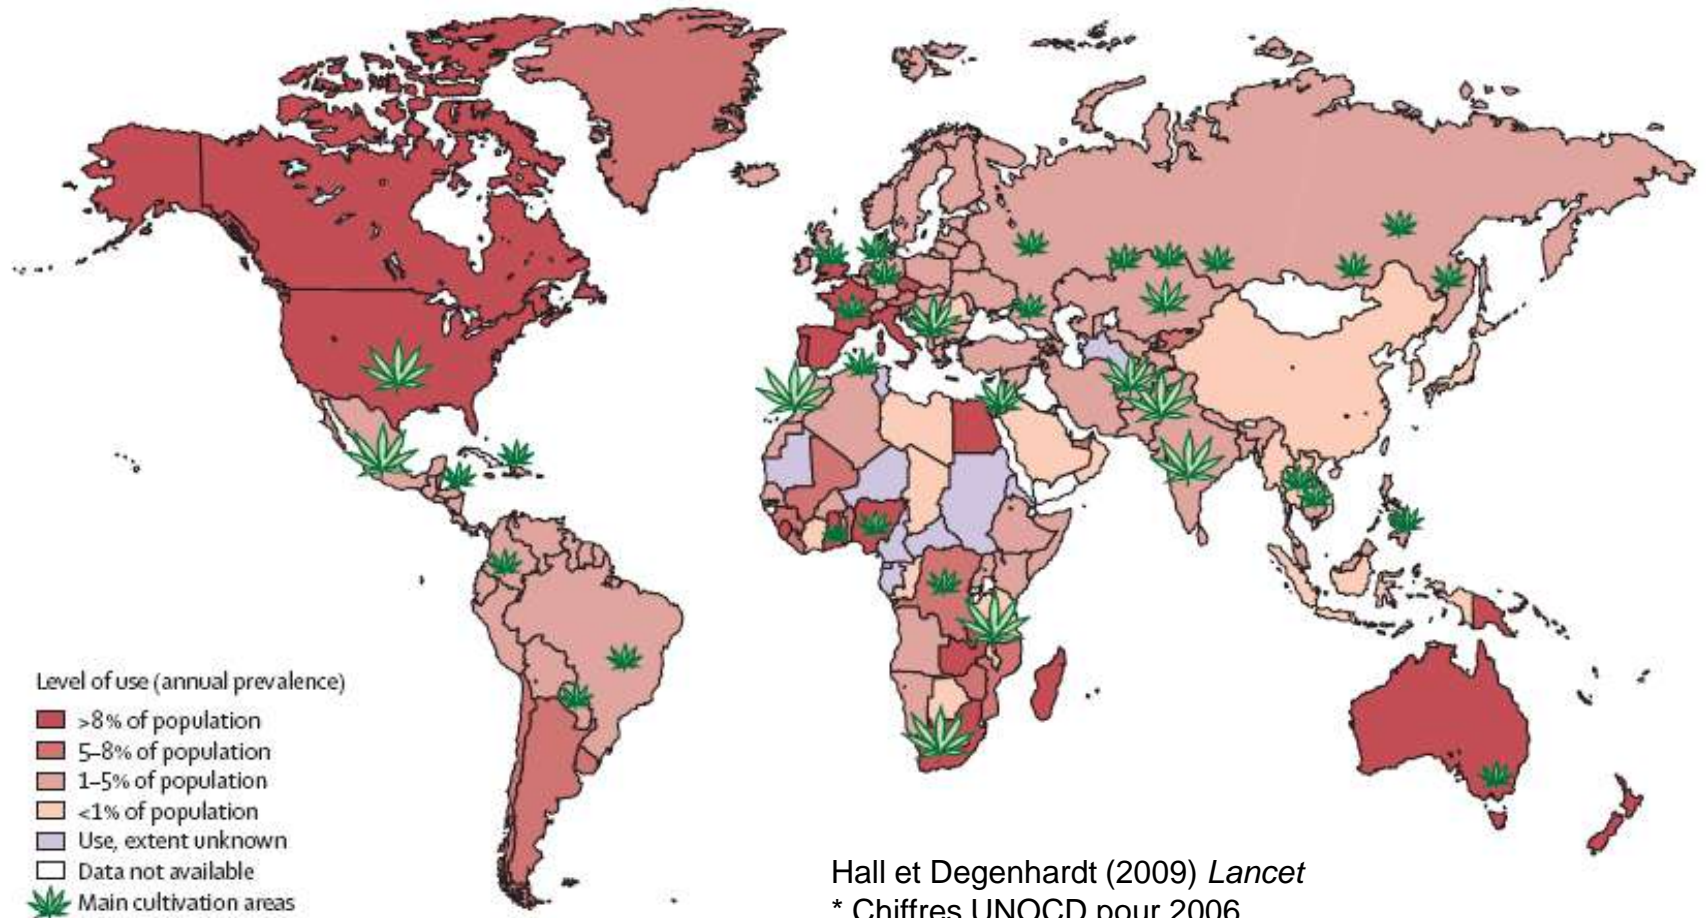 Level of use (annual prevalence)
>8% of population
5–8% of population
1–5% of population
<1% of population
Use, extent unknown
Data not available
Main cultivation areas
Hall et Degenhardt (2009) Lancet
* Chiffres UNOCD pour 2006